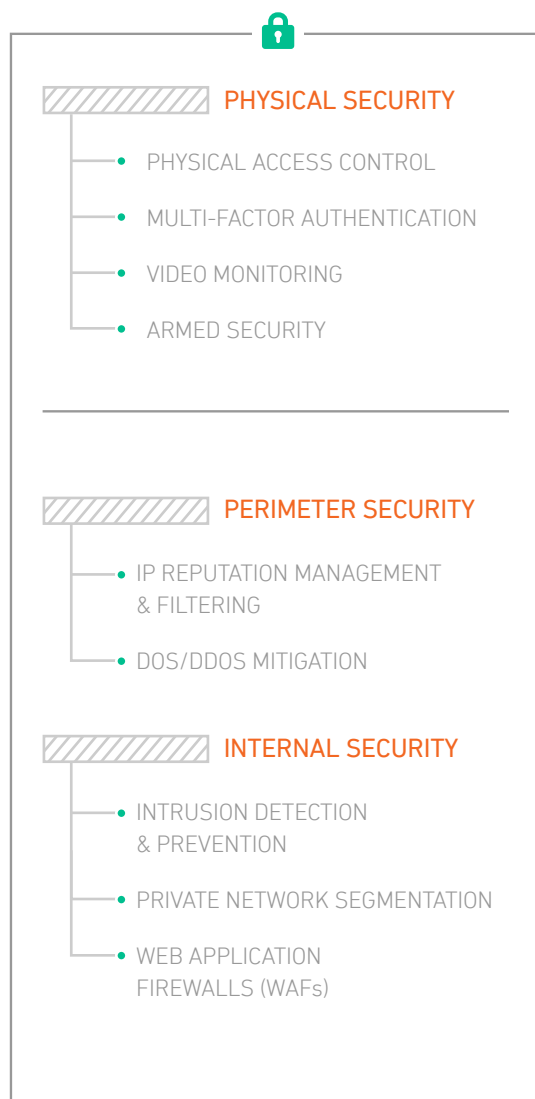 PHYSICAL SECURITY
PHYSICAL ACCESS CONTROL
MULTI-FACTOR AUTHENTICATION
VIDEO MONITORING
ARMED SECURITY
PERIMETER SECURITY
IP REPUTATION MANAGEMENT
& FILTERING
DOS/DDOS MITIGATION
INTERNAL SECURITY
INTRUSION DETECTION
& PREVENTION
PRIVATE NETWORK SEGMENTATION
WEB APPLICATION
FIREWALLS (WAFs)